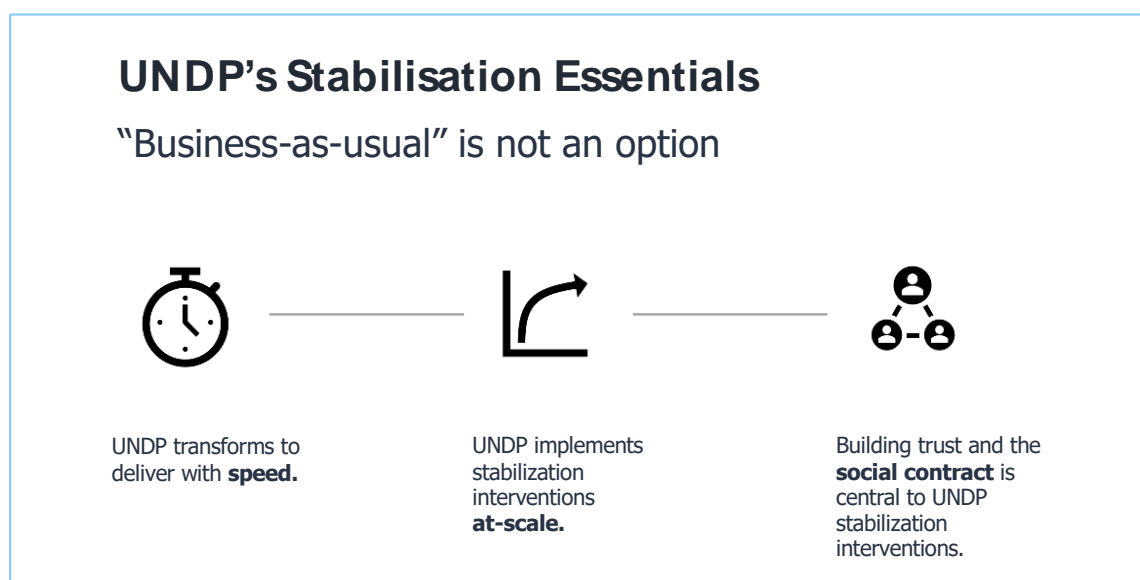 UNDP’s Stabilisation Essentials
“Business-as-usual” is not an option
UNDP transforms to
deliver with speed.
UNDP implements
stabilization
interventions
at-scale.
Building trust and the
social contract is
central to UNDP
stabilization
interventions.